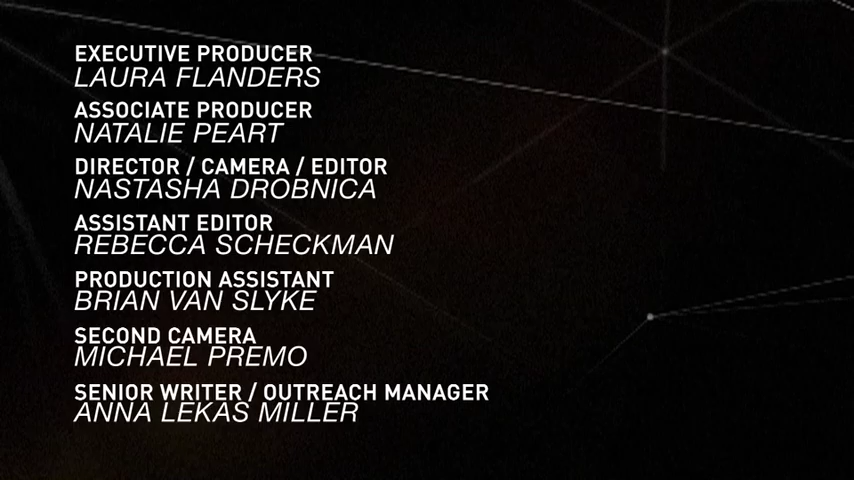 EXECUTIVE PRODUCER
LAURA FLANDERS
ASSOCIATE PRODUCER
NATALIE PEART
DIRECTOR / CAMERA / EDITOR
NASTASHA DROBNICA
ASSISTANT EDITOR
REBECCA SCHECKMAN
PRODUCTION ASSISTANT
BRIAN VAN SLYKE
SECOND CAMERA
MICHAEL PREMO
SENIOR WRITER / OUTREACH MANAGER
ANNA LEKAS MILLER